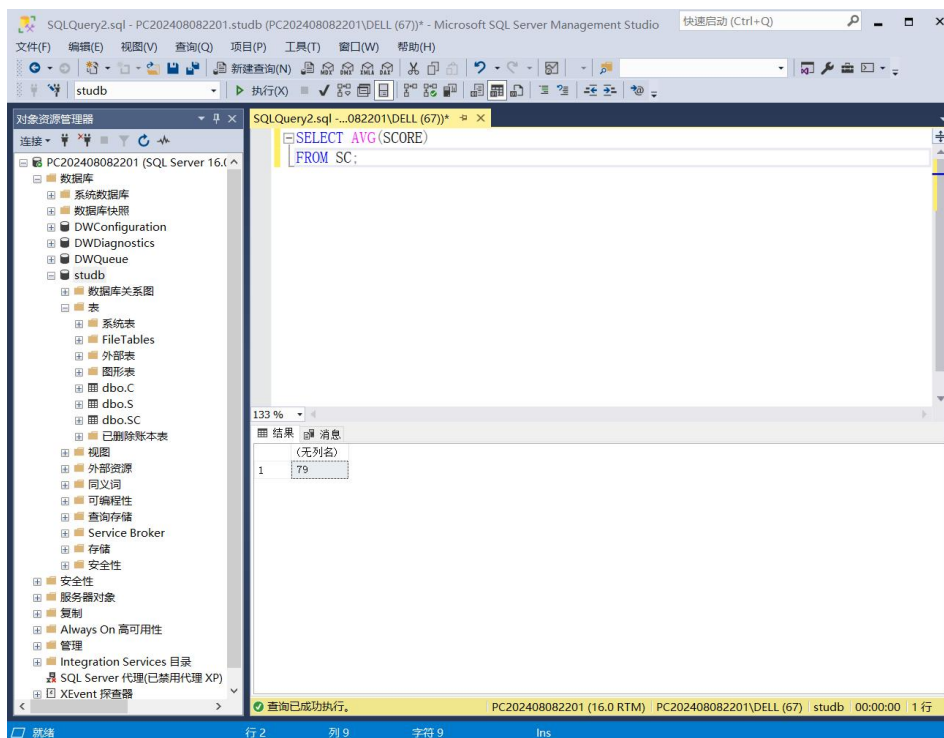 SQLQuery2.sql - PC202408082201.studb (PC202408082201\DELL (67))* - Microsoft SQL Server Management Studio
快速启动 (Ctrl+Q)
文件(F) 编辑(E) 视图(V) 查询(Q) 项目(P) 工具(T) 窗口(W) 帮助(H)
新建查询(N) MDX DMX XMLA DAX
studb 执行(X)
对象资源管理器
SQLQuery2.sql -...082201\DELL (67))*
连接
SELECT AVG(SCORE)
FROM SC;
PC202408082201 (SQL Server 16.(
数据库
系统数据库
数据库快照
DWConfiguration
DWDiagnostics
DWQueue
studb
数据库关系图
表
系统表
FileTables
外部表
图形表
dbo.C
dbo.S
dbo.SC
已删除账本表
视图
外部资源
同义词
可编程性
查询存储
Service Broker
存储
安全性
安全性
服务器对象
复制
Always On 高可用性
管理
Integration Services 目录
SQL Server 代理(已禁用代理 XP)
XEvent 探查器
133 %
结果 消息
(无列名)
1 79
查询已成功执行。 PC202408082201 (16.0 RTM) PC202408082201\DELL (67) studb 00:00:00 1 行
就绪 行 2 列 9 字符 9 Ins